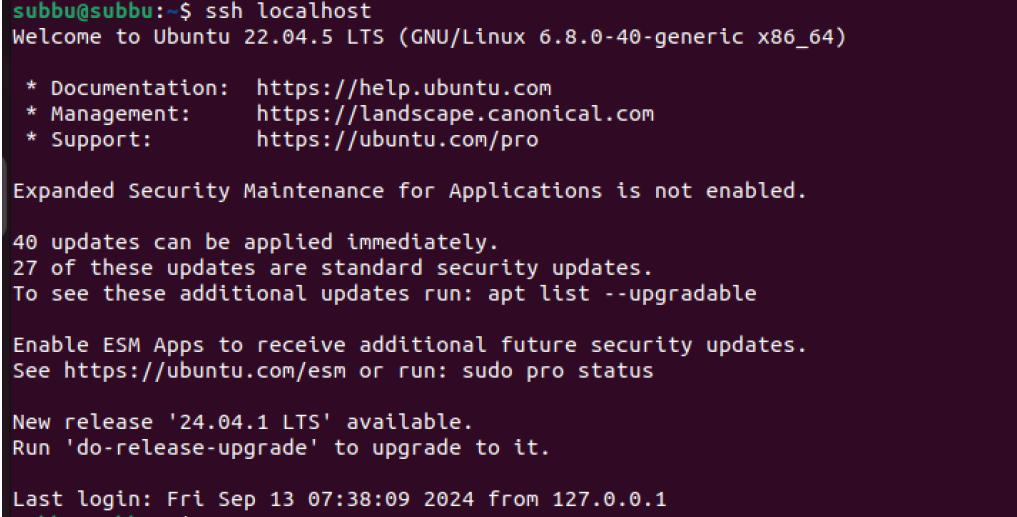 subbu@subbu:~$ ssh localhost
Welcome to Ubuntu 22.04.5 LTS (GNU/Linux 6.8.0-40-generic x86_64)
* Documentation: https://help.ubuntu.com
* Management: https://landscape.canonical.com
* Support: https://ubuntu.com/pro
Expanded Security Maintenance for Applications is not enabled.
40 updates can be applied immediately.
27 of these updates are standard security updates.
To see these additional updates run: apt list --upgradable
Enable ESM Apps to receive additional future security updates.
See https://ubuntu.com/esm or run: sudo pro status
New release '24.04.1 LTS' available.
Run 'do-release-upgrade' to upgrade to it.
Last login: Fri Sep 13 07:38:09 2024 from 127.0.0.1